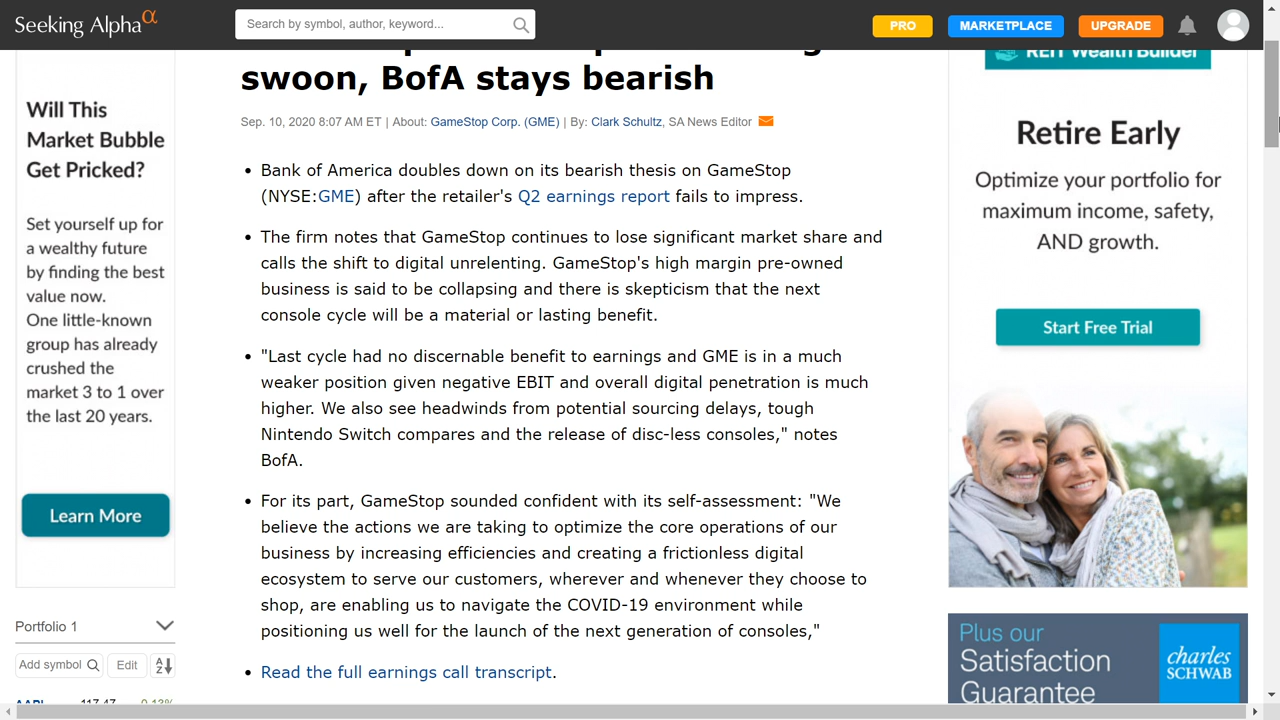 Seeking Alpha α
Search by symbol, author, keyword...
PRO
MARKETPLACE
UPGRADE
Will This
Market Bubble
Get Pricked?
Set yourself up for
a wealthy future
by finding the best
value now.
One little-known
group has already
crushed the
market 3 to 1 over
the last 20 years.
Learn More
Portfolio 1
Add symbol
Edit
A
Z
swoon, BofA stays bearish
Sep. 10, 2020 8:07 AM ET | About: GameStop Corp. (GME) | By: Clark Schultz, SA News Editor
• Bank of America doubles down on its bearish thesis on GameStop
(NYSE:GME) after the retailer's Q2 earnings report fails to impress.
• The firm notes that GameStop continues to lose significant market share and
calls the shift to digital unrelenting. GameStop's high margin pre-owned
business is said to be collapsing and there is skepticism that the next
console cycle will be a material or lasting benefit.
• "Last cycle had no discernable benefit to earnings and GME is in a much
weaker position given negative EBIT and overall digital penetration is much
higher. We also see headwinds from potential sourcing delays, tough
Nintendo Switch compares and the release of disc-less consoles," notes
BofA.
• For its part, GameStop sounded confident with its self-assessment: "We
believe the actions we are taking to optimize the core operations of our
business by increasing efficiencies and creating a frictionless digital
ecosystem to serve our customers, wherever and whenever they choose to
shop, are enabling us to navigate the COVID-19 environment while
positioning us well for the launch of the next generation of consoles,"
• Read the full earnings call transcript.
REIT Wealth Builder
Retire Early
Optimize your portfolio for
maximum income, safety,
AND growth.
Start Free Trial
Plus our
Satisfaction
Guarantee
charles
SCHWAB